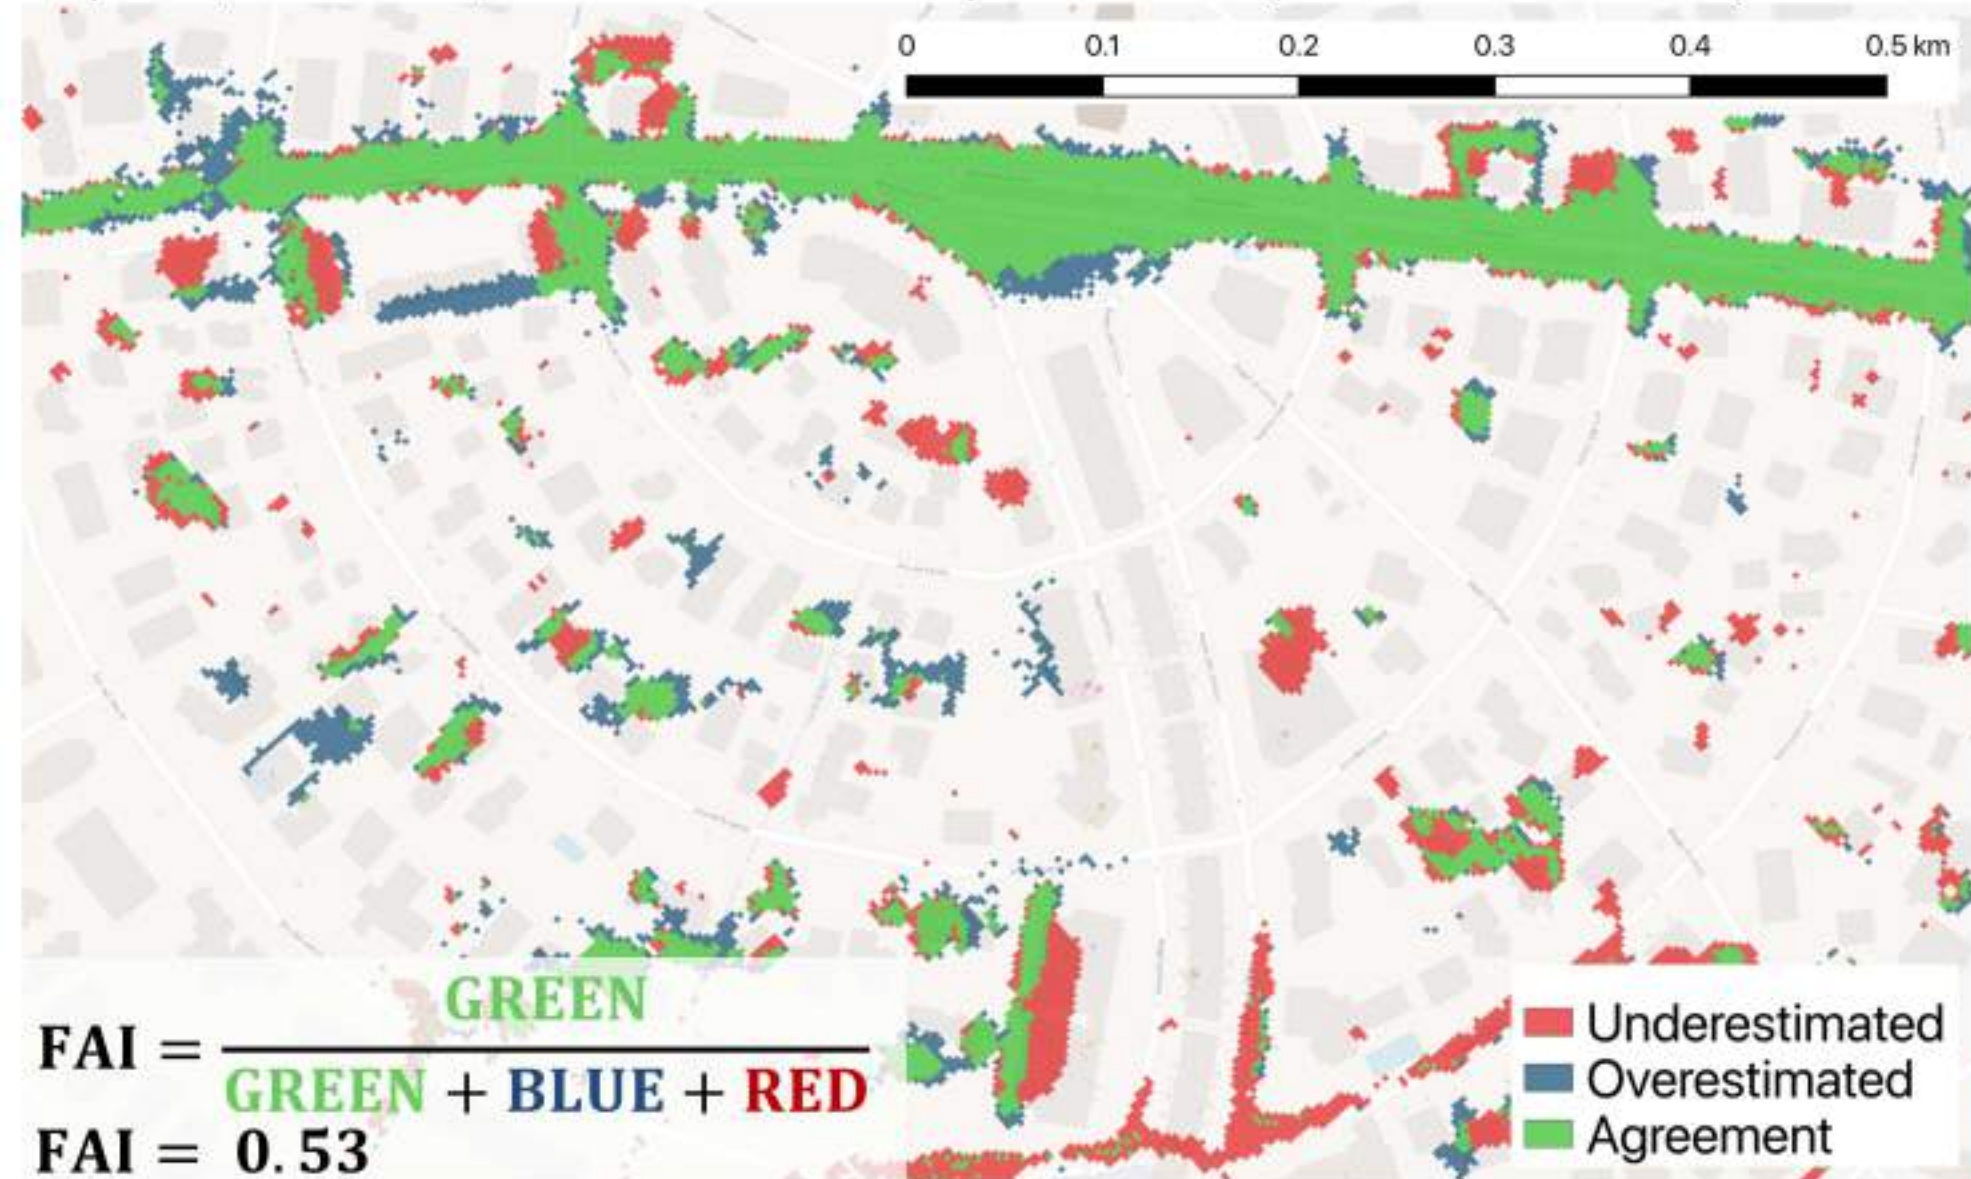 0 0.1 0.2 0.3 0.4 0.5 km
FAI = GREEN
GREEN + BLUE + RED
FAI = 0.53
Underestimated
Overestimated
Agreement